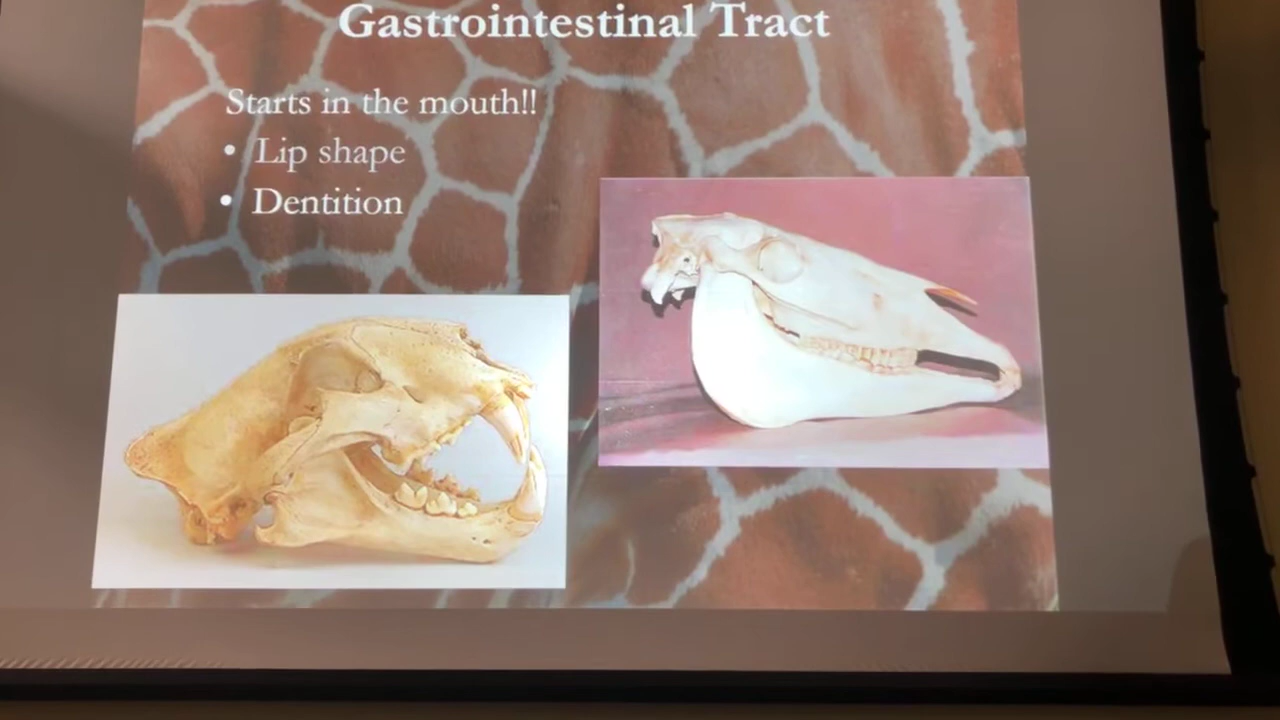 Gastrointestinal Tract
Starts in the mouth!!
• Lip shape
• Dentition